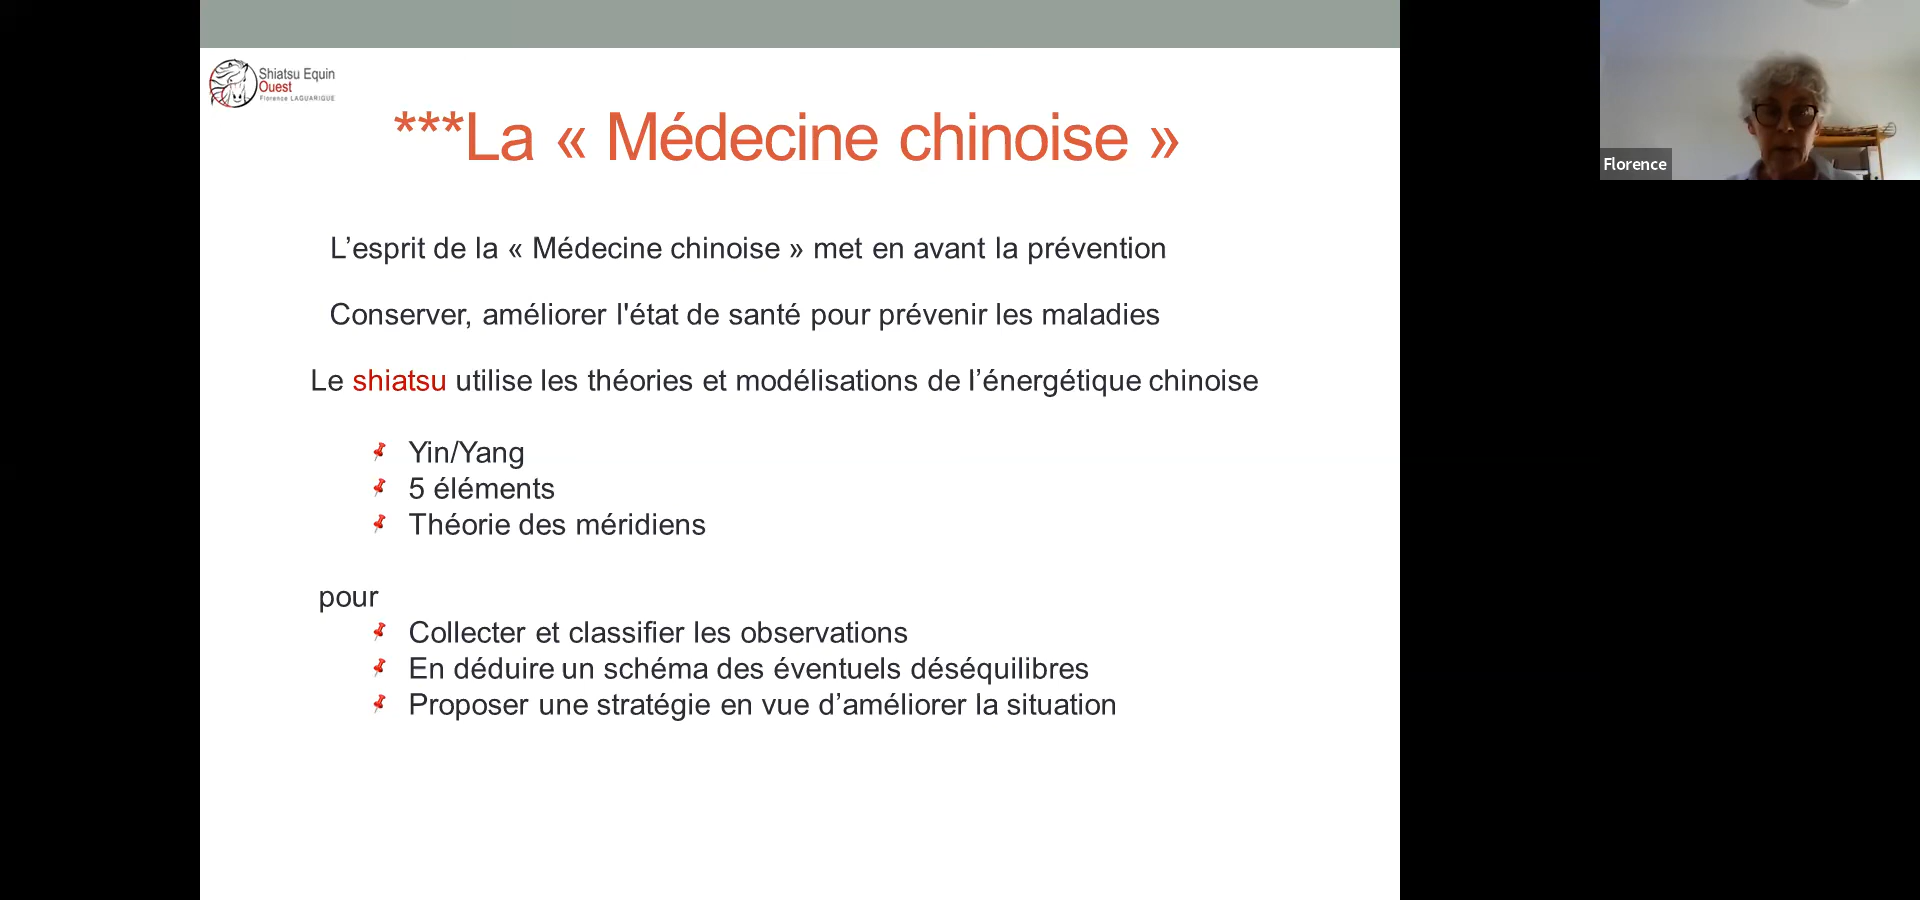 Shiatsu Equin
Ouest
Florence LAGUARIGUE
***La « Médecine chinoise »
L’esprit de la « Médecine chinoise » met en avant la prévention
Conserver, améliorer l'état de santé pour prévenir les maladies
Le shiatsu utilise les théories et modélisations de l’énergétique chinoise
Yin/Yang
5 éléments
Théorie des méridiens
pour
Collecter et classifier les observations
En déduire un schéma des éventuels déséquilibres
Proposer une stratégie en vue d’améliorer la situation
Florence